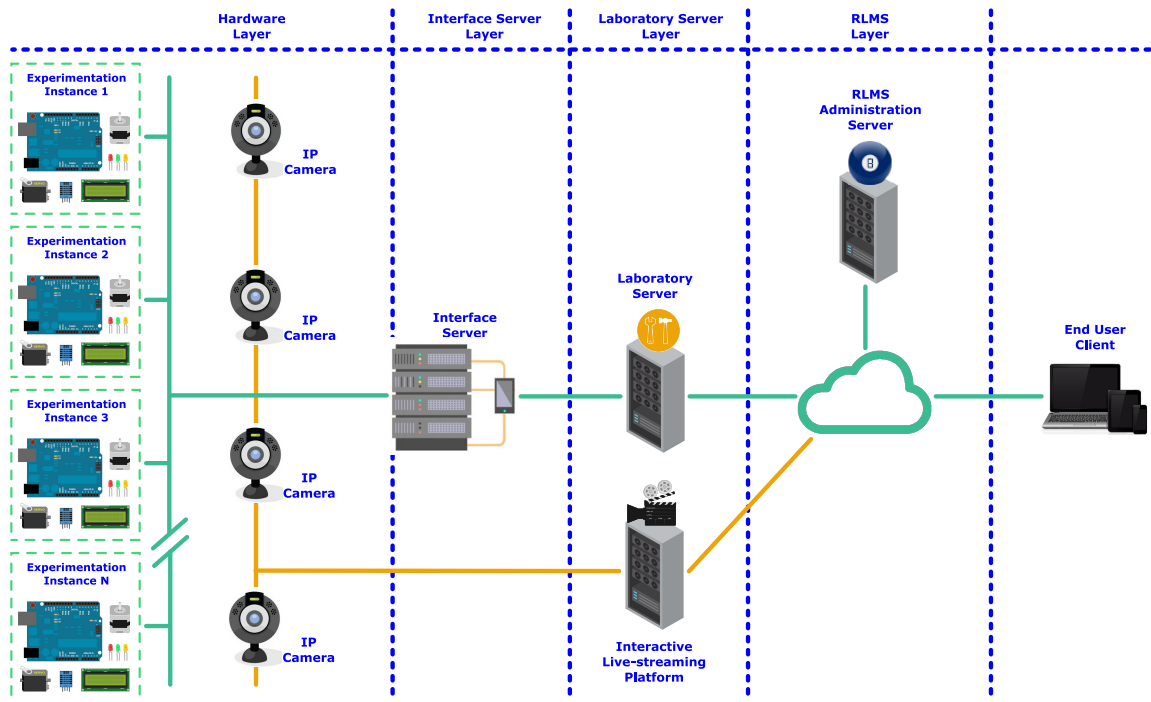 Hardware
Layer
Interface Server
Layer
Laboratory Server
Layer
RLMS
Layer
Experimentation
Instance 1
IP
Camera
RLMS
Administration
Server
8
Experimentation
Instance 2
IP
Camera
Laboratory
Server
Interface
Server
End User
Client
Experimentation
Instance 3
IP
Camera
Experimentation
Instance N
IP
Camera
Interactive
Live-streaming
Platform